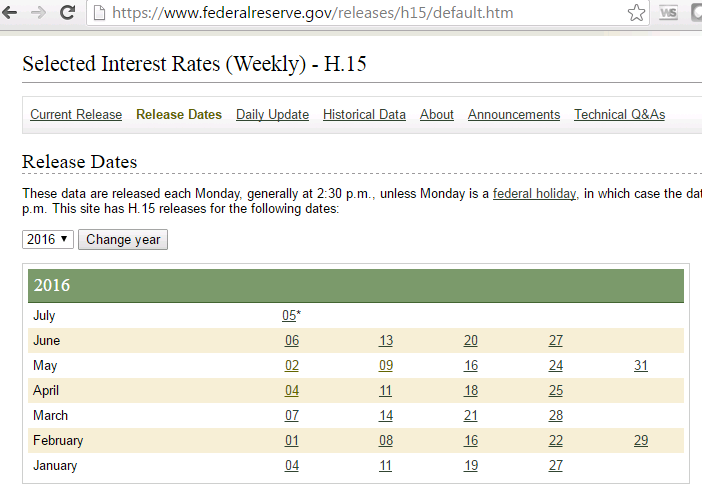 https://www.federalreserve.gov/releases/h15/default.htm
Selected Interest Rates (Weekly) - H.15
Current Release Release Dates Daily Update Historical Data About Announcements Technical Q&As
Release Dates
These data are released each Monday, generally at 2:30 p.m., unless Monday is a federal holiday, in which case the dat
p.m. This site has H.15 releases for the following dates:
2016 ▼ Change year
2016
July 05*
June 06 13 20 27
May 02 09 16 24 31
April 04 11 18 25
March 07 14 21 28
February 01 08 16 22 29
January 04 11 19 27